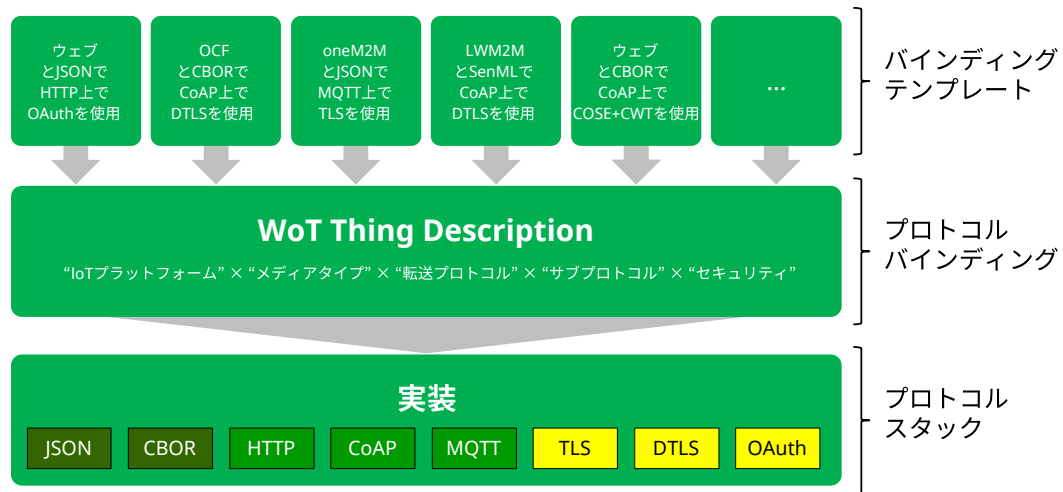 ウェブ
とJSONで
HTTP上で
OAuthを使用
OCF
とCBORで
CoAP上で
DTLSを使用
oneM2M
とJSONで
MQTT上で
TLSを使用
LWM2M
とSenMLで
CoAP上で
DTLSを使用
ウェブ
とCBORで
CoAP上で
COSE+CWTを使用
...
バインディング
テンプレート
WoT Thing Description
“IoTプラットフォーム” × “メディアタイプ” × “転送プロトコル” × “サブプロトコル” × “セキュリティ”
プロトコル
バインディング
実装
JSON
CBOR
HTTP
CoAP
MQTT
TLS
DTLS
OAuth
プロトコル
スタック